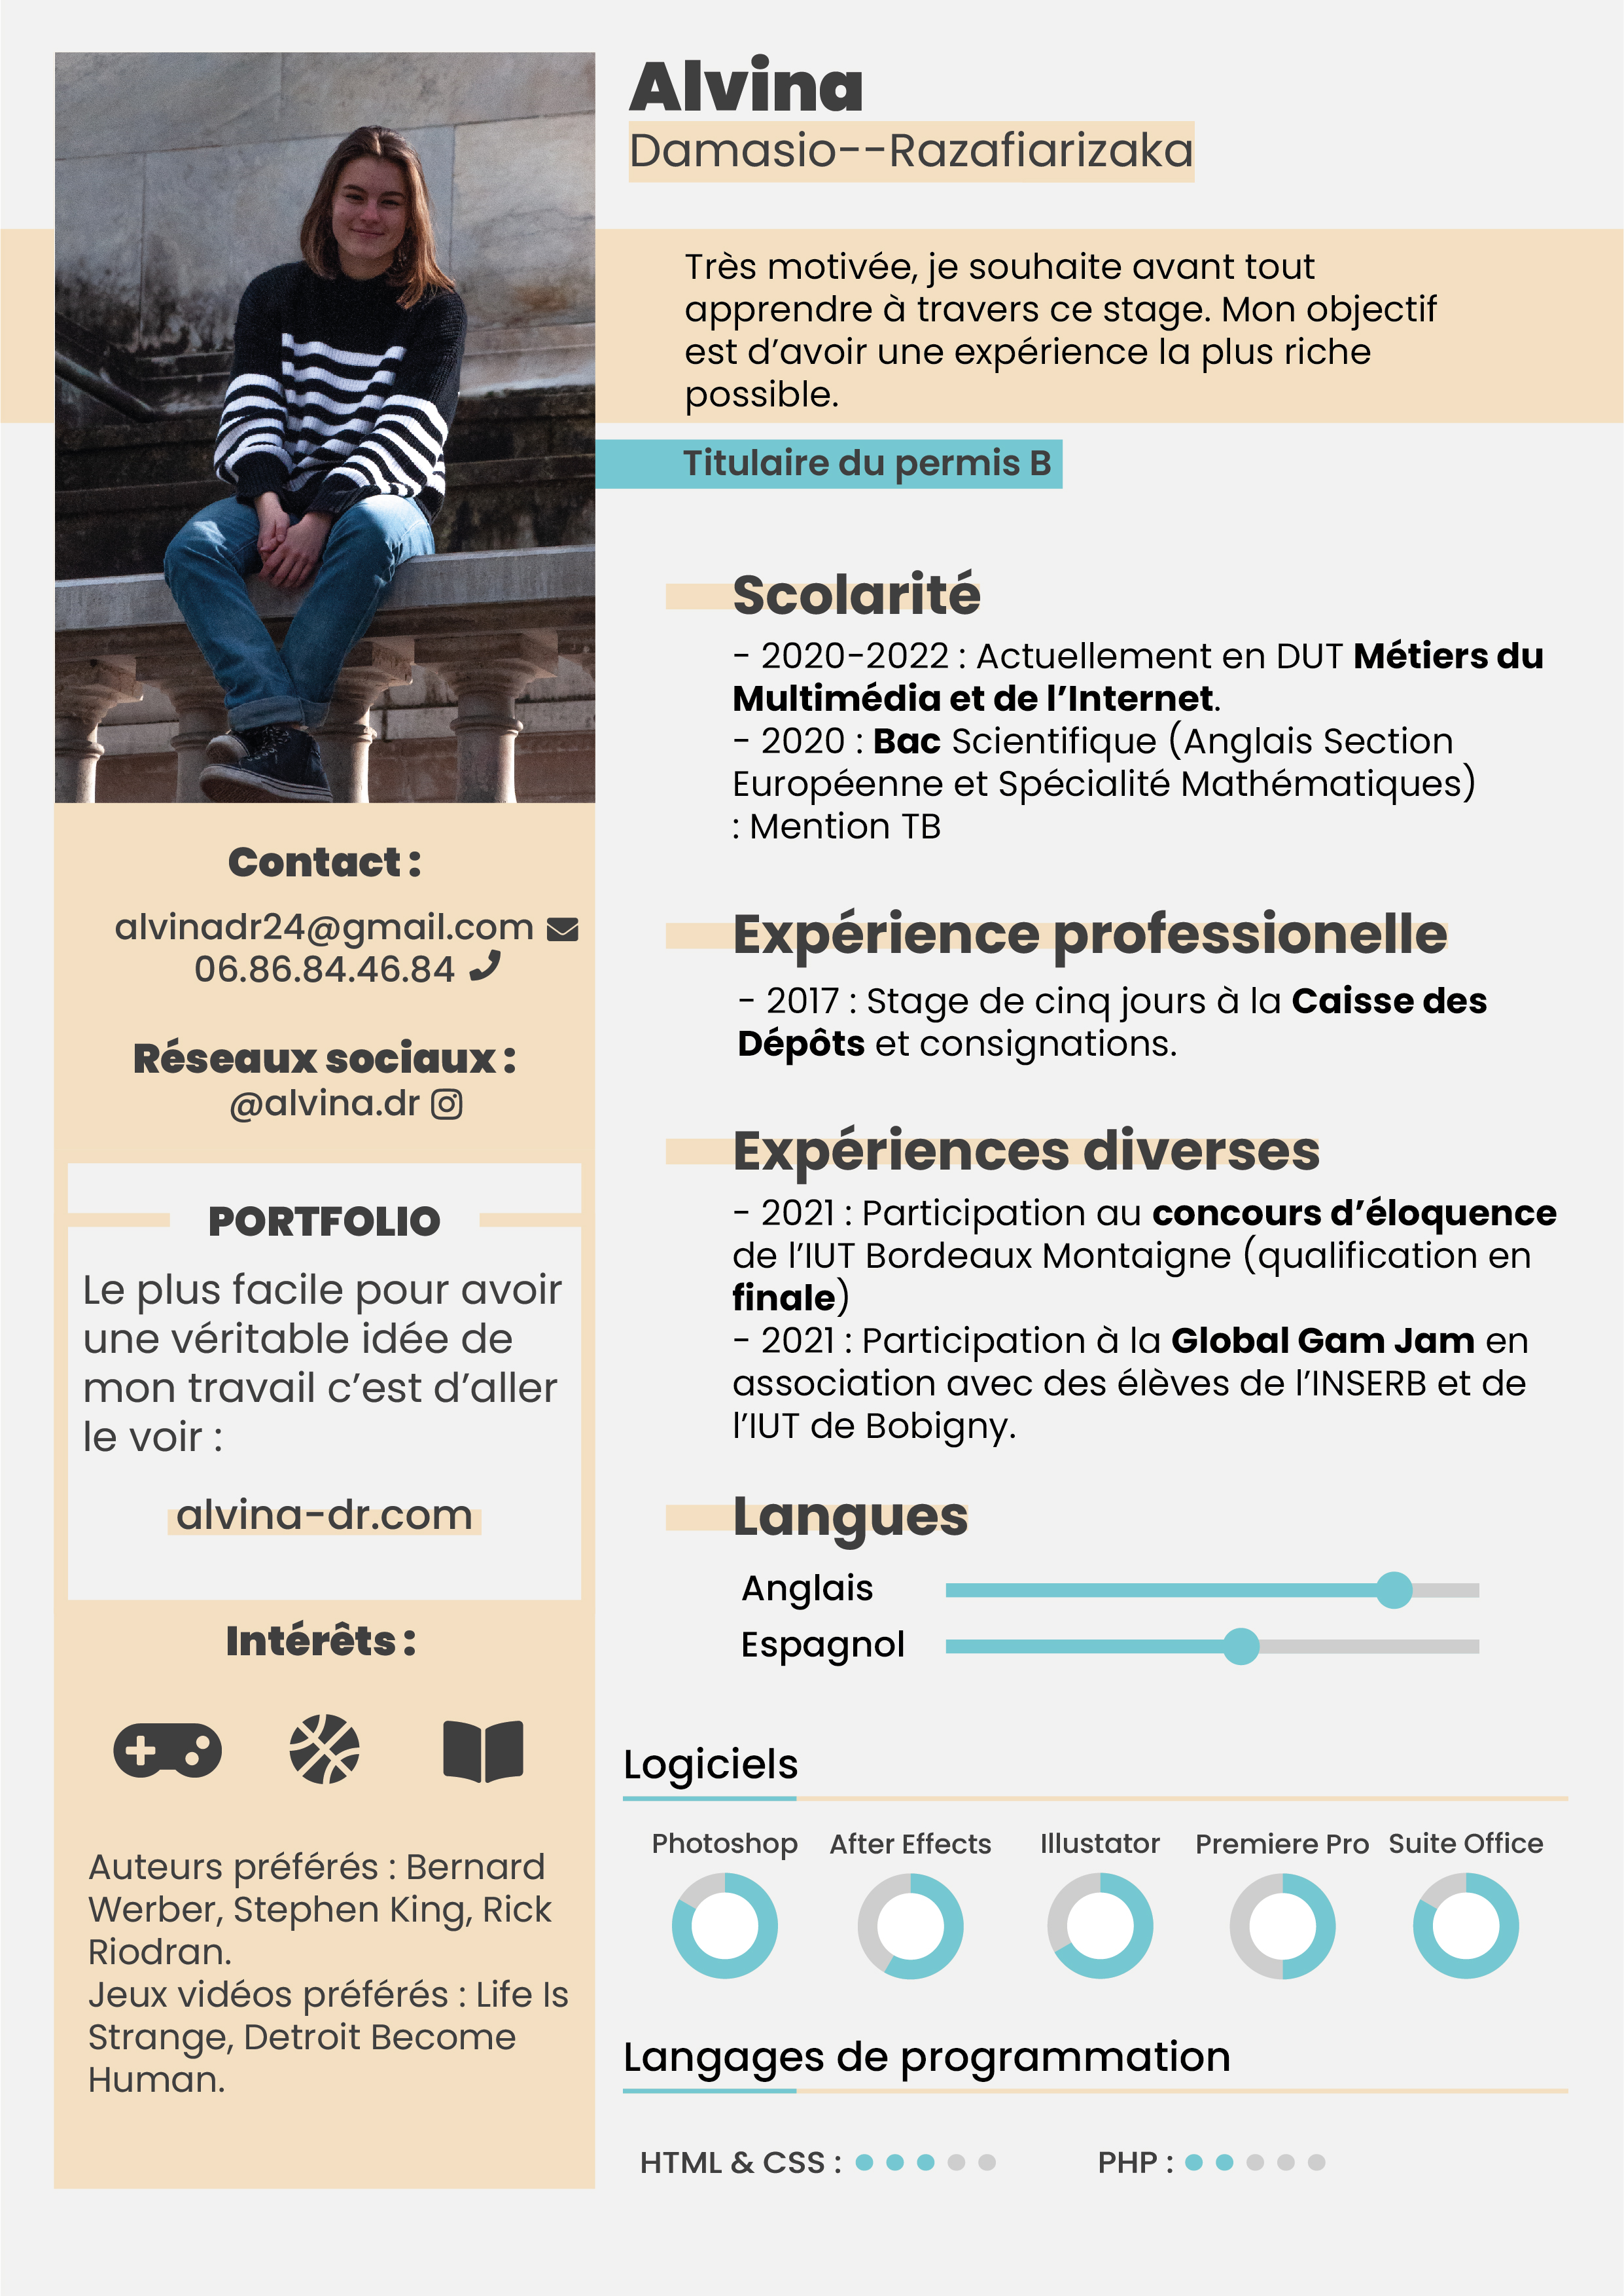 Alvina
Damasio--Razafiarizaka
Très motivée, je souhaite avant tout
apprendre à travers ce stage. Mon objectif
est d’avoir une expérience la plus riche
possible.
Titulaire du permis B
Contact :
alvinadr24@gmail.com
06.86.84.46.84
Réseaux sociaux :
@alvina.dr
PORTFOLIO
Le plus facile pour avoir
une véritable idée de
mon travail c’est d’aller
le voir :
alvina-dr.com
Intérêts :
Auteurs préférés : Bernard
Werber, Stephen King, Rick
Riodran.
Jeux vidéos préférés : Life Is
Strange, Detroit Become
Human.
Scolarité
- 2020-2022 : Actuellement en DUT Métiers du
Multimédia et de l’Internet.
- 2020 : Bac Scientifique (Anglais Section
Européenne et Spécialité Mathématiques)
: Mention TB
Expérience professionelle
- 2017 : Stage de cinq jours à la Caisse des
Dépôts et consignations.
Expériences diverses
- 2021 : Participation au concours d’éloquence
de l’IUT Bordeaux Montaigne (qualification en
finale)
- 2021 : Participation à la Global Gam Jam en
association avec des élèves de l’INSERB et de
l’IUT de Bobigny.
Langues
Anglais
Espagnol
Logiciels
Photoshop After Effects Illustator Premiere Pro Suite Office
Langages de programmation
HTML & CSS : PHP :